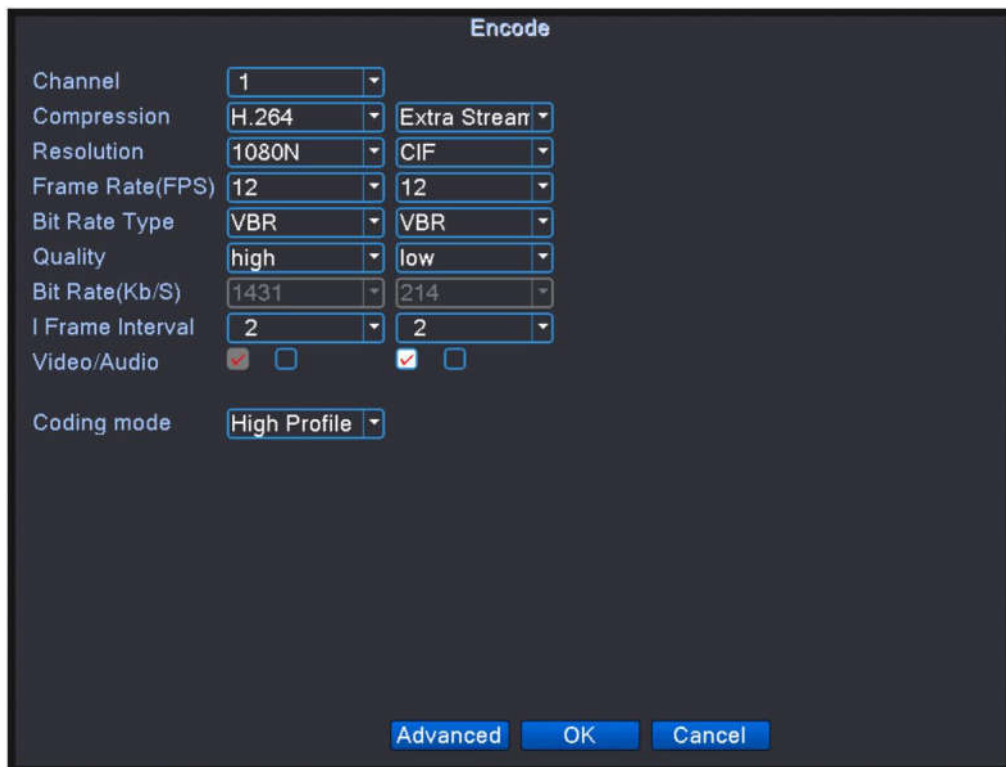 Encode
Channel 1
Compression H.264 Extra Stream
Resolution 1080N CIF
Frame Rate(FPS) 12 12
Bit Rate Type VBR VBR
Quality high low
Bit Rate(Kb/S) 1431 214
I Frame Interval 2 2
Video/Audio
Coding mode High Profile
Advanced OK Cancel